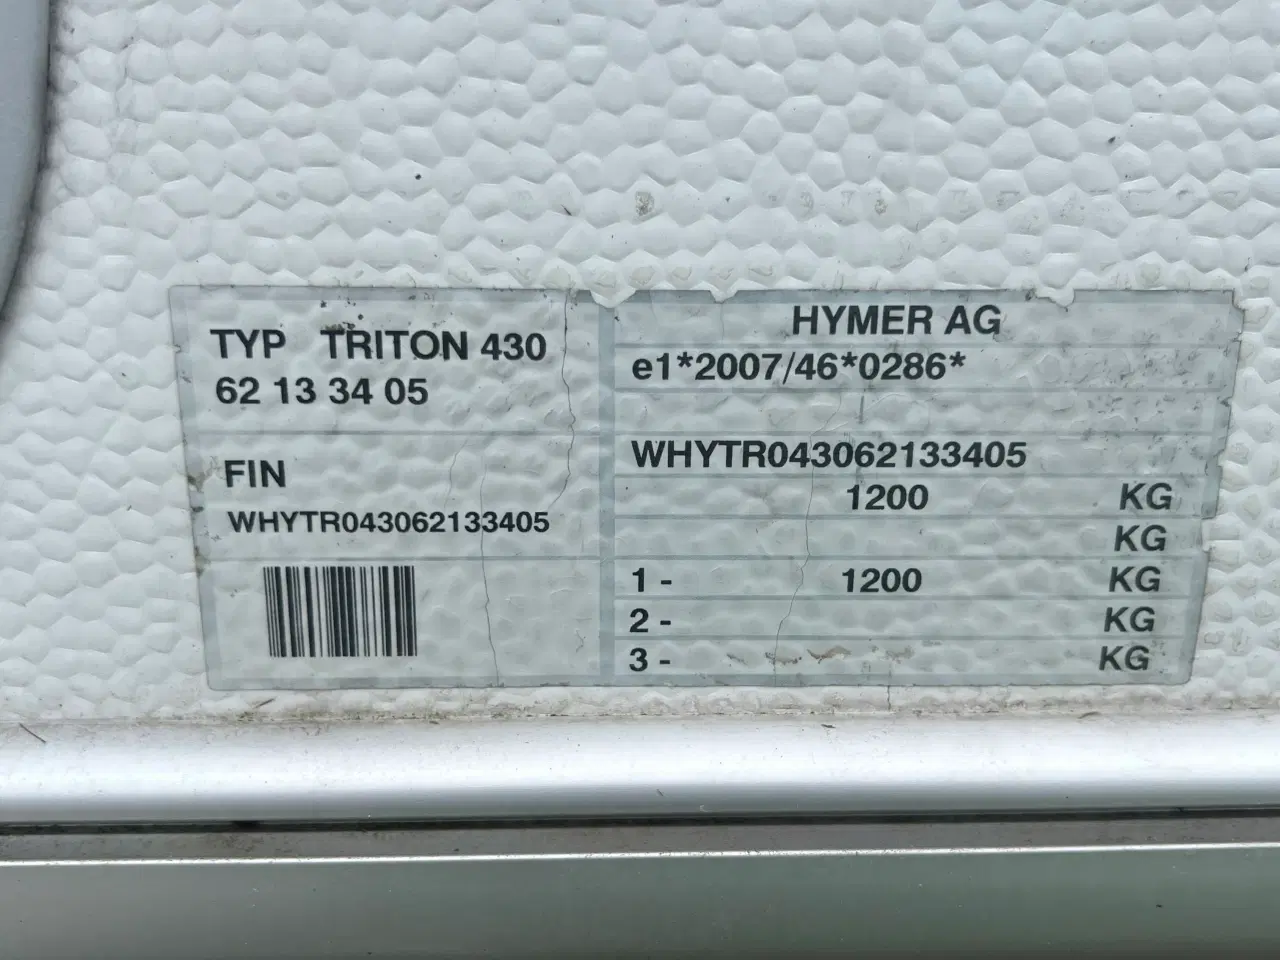 TYP TRITON 430
62 13 34 05
FIN
WHYTR043062133405
HYMER AG
e1*2007/46*0286*
WHYTR043062133405
1200 KG
KG
1 - 1200 KG
2 - KG
3 - KG